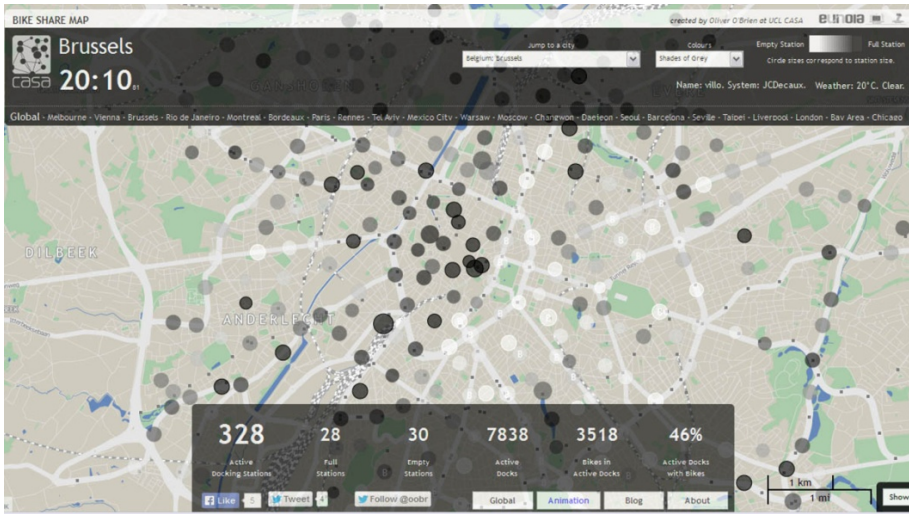 BIKE SHARE MAP
created by Oliver O'Brien at UCL CASA
eunoia
casa
Brussels
20:10
51
Jump to a city
Belgium: Brussels
Colours
Shades of Grey
Empty Station
Full Station
Circle sizes correspond to station size.
Name: villo. System: JCDecaux. Weather: 20°C. Clear.
Global - Melbourne - Vienna - Brussels - Rio de Janeiro - Montreal - Bordeaux - Paris - Rennes - Tel Aviv - Mexico City - Warsaw - Moscow - Changwon - Daejeon - Seoul - Barcelona - Seville - Taipei - Liverpool - London - Bay Area - Chicago
DILBEEK
ANDERLECHT
328
28
30
7838
3518
46%
Active
Docking Stations
Full
Stations
Empty
Stations
Active
Docks
Bikes in
Active Docks
Active Docks
with Bikes
Like
5
Tweet
4
Follow @oobr
Global
Animation
Blog
About
1 km
1 mi
Show